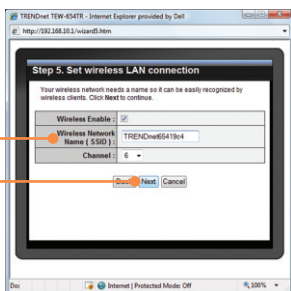 TRENDnet TEW-654TR - Internet Explorer provided by Dell
http://192.168.10.1/wizard5.htm
Step 5. Set wireless LAN connection
Your wireless network needs a name so it can be easily recognized by
wireless clients. Click Next to continue.
Wireless Enable :
Wireless Network
Name ( SSID ) :
TRENDnet65419c4
Channel : 6
Next Cancel
Internet | Protected Mode: Off
100%